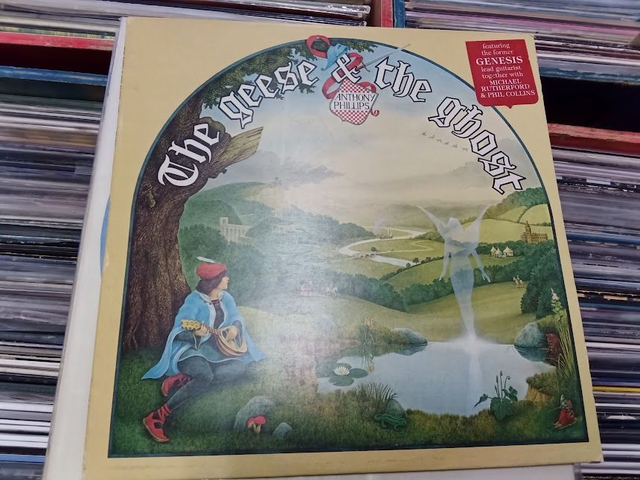 The geese & the ghost
ANTHONY
PHILLIPS
featuring
the former
GENESIS
lead guitarist
together with
MICHAEL
RUTHERFORD
& PHIL COLLINS